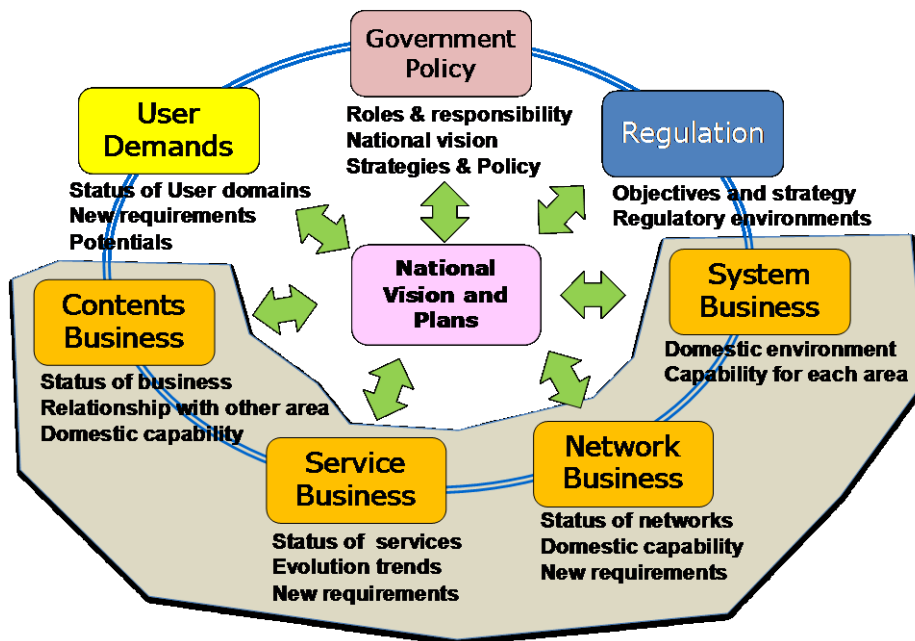 Government
Policy
Roles & responsibility
National vision
Strategies & Policy
User
Demands
Status of User domains
New requirements
Potentials
Regulation
Objectives and strategy
Regulatory environments
National
Vision and
Plans
Contents
Business
Status of business
Relationship with other area
Domestic capability
System
Business
Domestic environment
Capability for each area
Service
Business
Status of  services
Evolution trends
New requirements
Network
Business
Status of networks
Domestic capability
New requirements